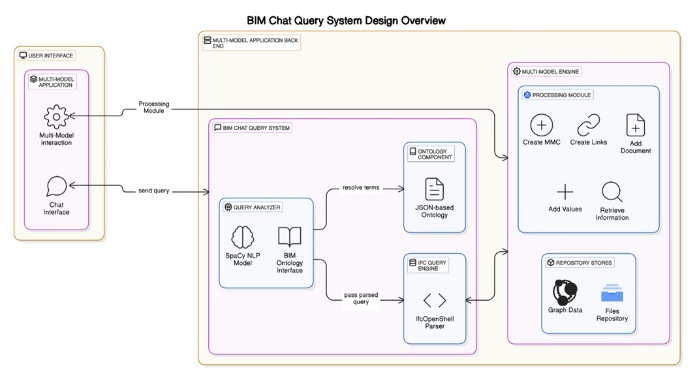 BIM Chat Query System Design Overview
USER INTERFACE
MULTI-MODEL
APPLICATION
Multi-Model
interaction
Chat
Interface
Processing
Module
send query
MULTI-MODEL APPLICATION BACK
END
BIM CHAT QUERY SYSTEM
QUERY ANALYZER
SpaCy NLP
Model
BIM
Ontology
Interface
resolve terms
pass parsed
query
ONTOLOGY
COMPONENT
JSON-based
Ontology
IFC QUERY
ENGINE
IfcOpenShell
Parser
MULTI-MODEL ENGINE
PROCESSING MODULE
Create MMC
Create Links
Add
Document
Add Values
Retrieve
Information
REPOSITORY STORES
Graph Data
Files
Repository